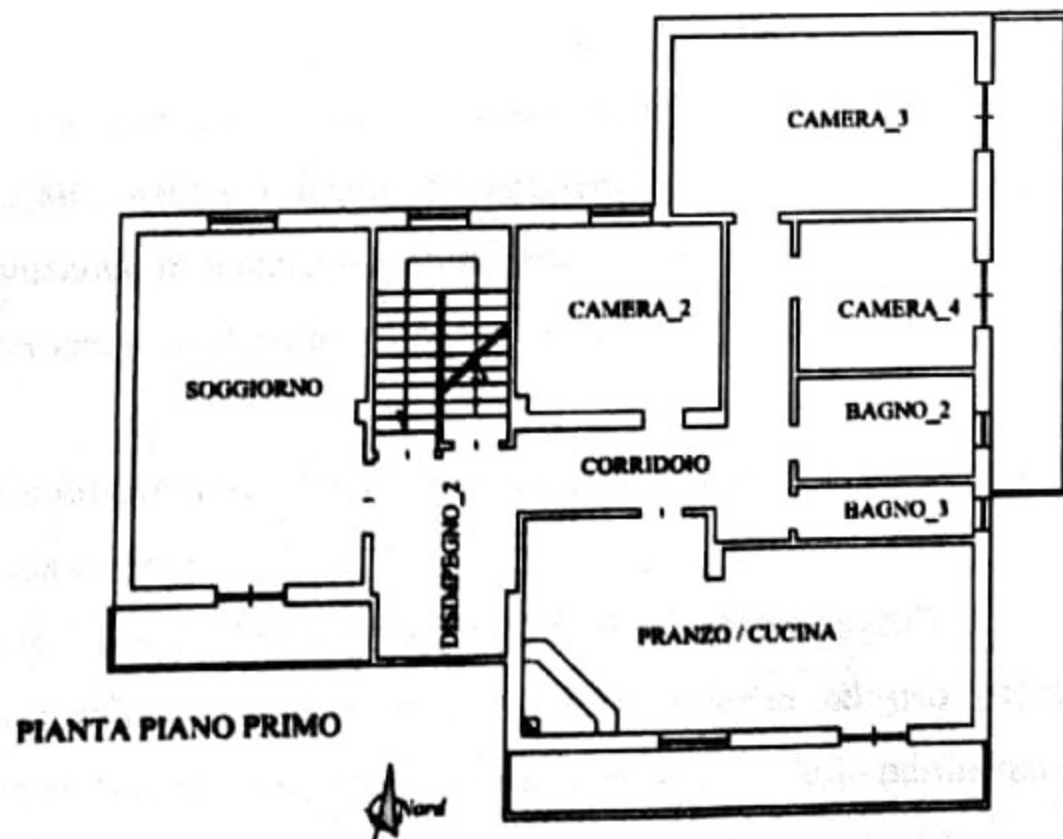 CAMERA_3
CAMERA_2
CAMERA_4
SOGGIORNO
BAGNO_2
CORRIDOIO
BAGNO_3
DISIMPEGNO_2
PRANZO / CUCINA
PIANTA PIANO PRIMO
Nord